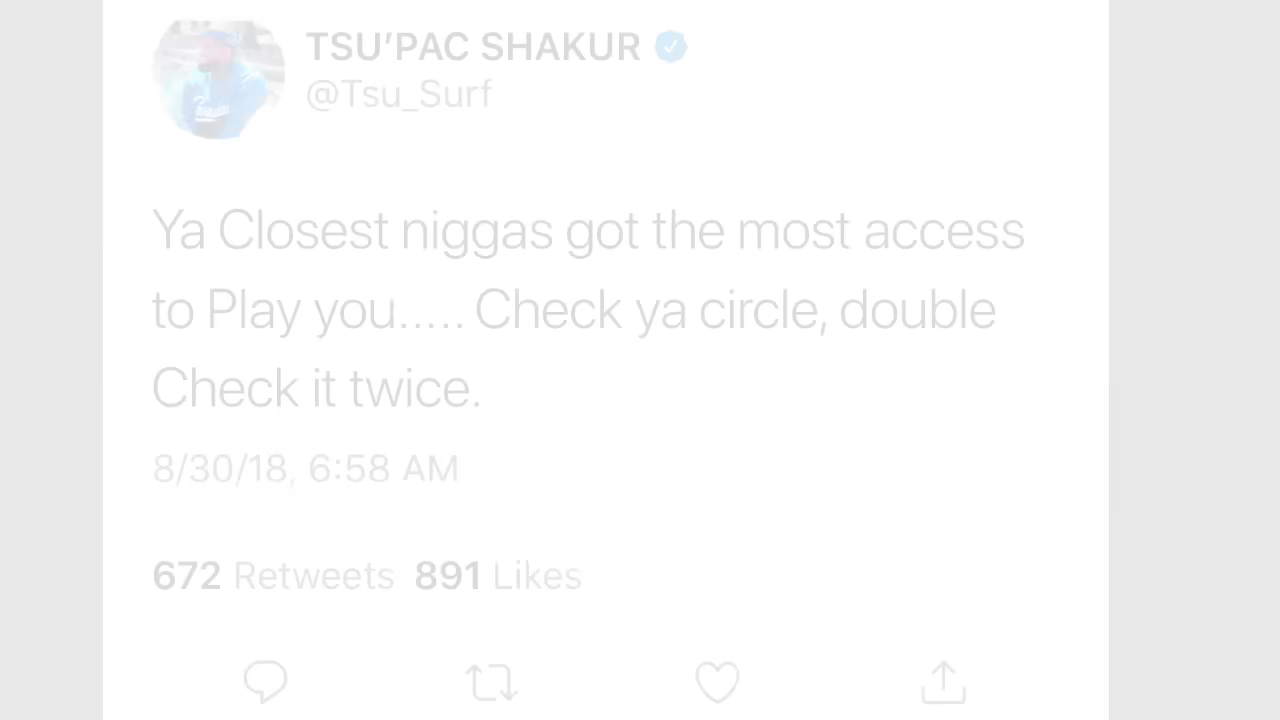 TSU’PAC SHAKUR
@Tsu_Surf
Ya Closest niggas got the most access
to Play you..... Check ya circle, double
Check it twice.
8/30/18, 6:58 AM
672 Retweets 891 Likes